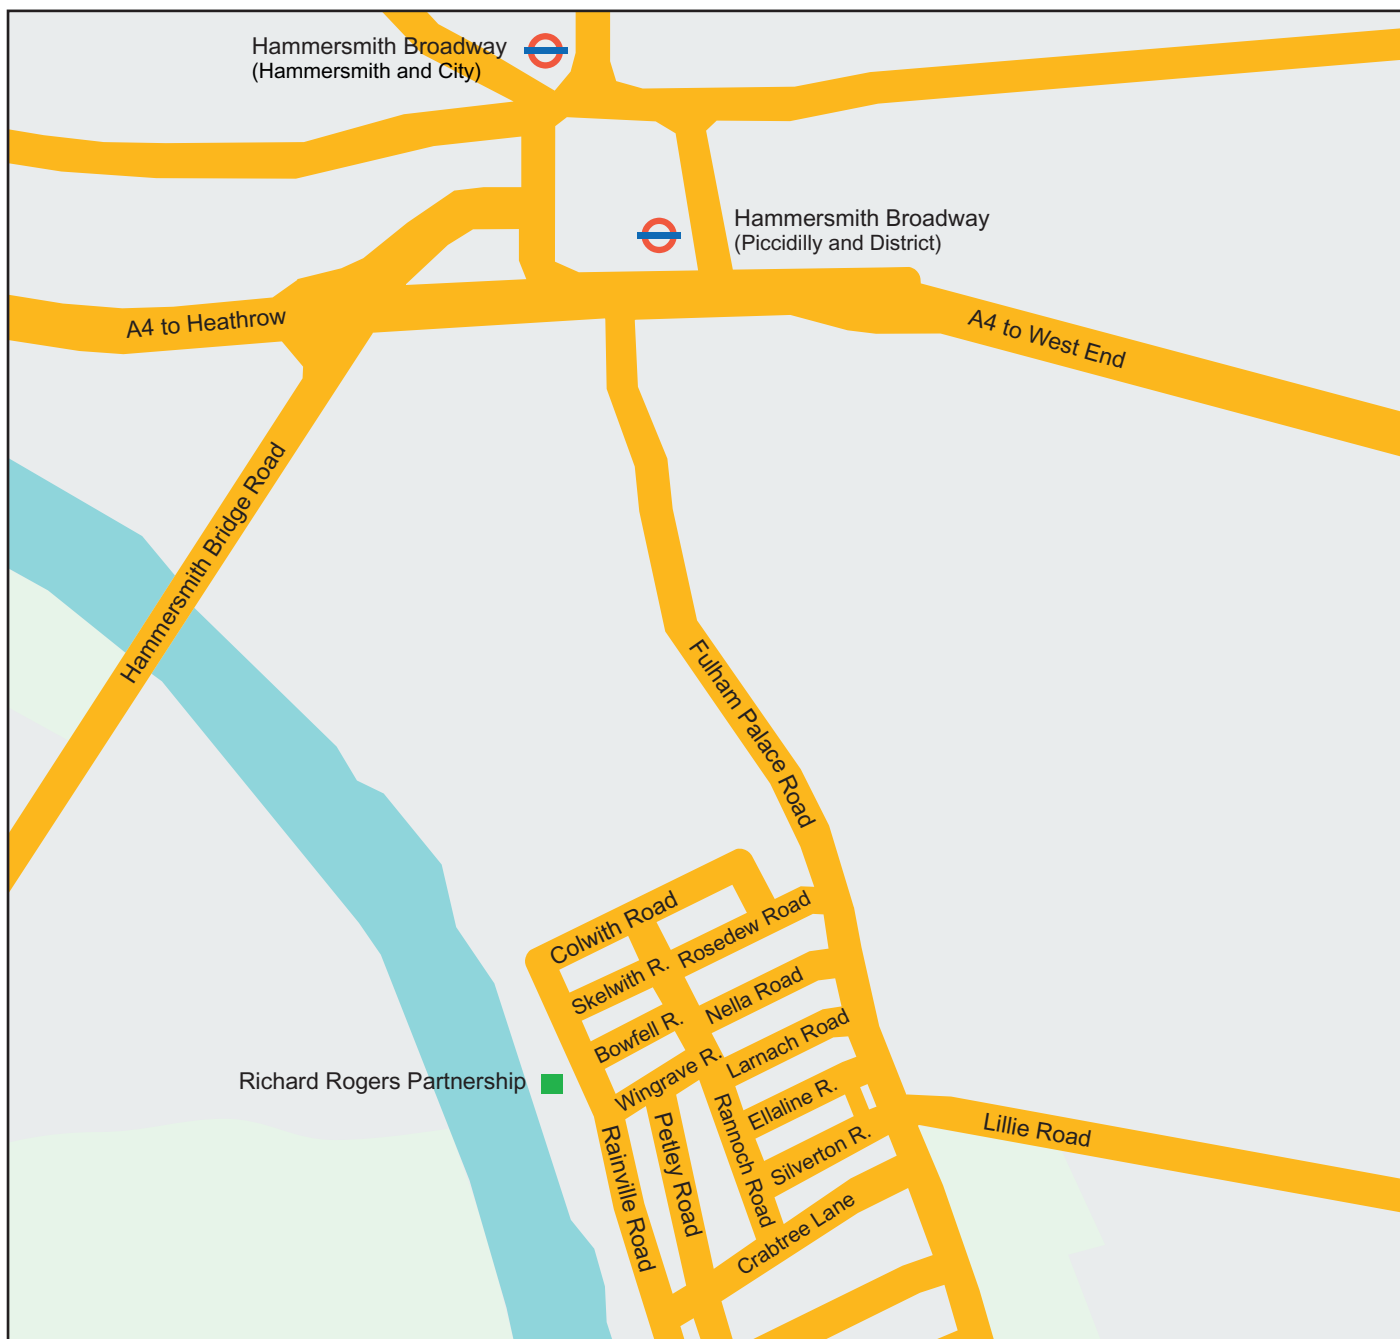 Hammersmith Broadway
(Hammersmith and City)
Hammersmith Broadway
(Piccidilly and District)
A4 to Heathrow
A4 to West End
Hammersmith Bridge Road
Fulham Palace Road
Colwith Road
Rosedew Road
Skelwith R.
Nella Road
Bowfell R.
Larnach Road
Wingrave R.
Richard Rogers Partnership
Ellaline R.
Lillie Road
Silverton R.
Petley Road
Rannoch Road
Rainville Road
Crabtree Lane